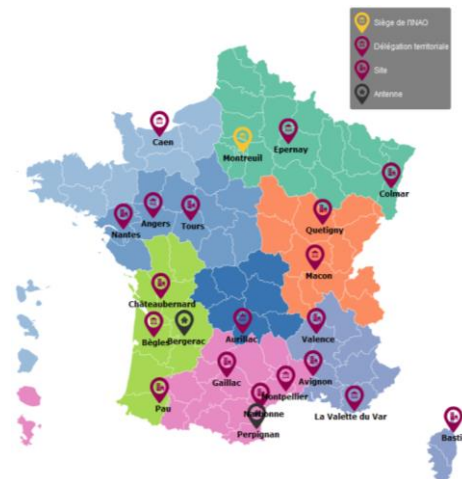 Siège de l'INAO
Délégation territoriale
Site
Antenne
Caen
Montreuil
Epernay
Colmar
Angers
Tours
Nantes
Quetigny
Macon
Châteaubernard
Bègles
Bergerac
Aurillac
Valence
Gaillac
Avignon
Montpellier
Pau
Narbonne
La Valette du Var
Perpignan
Basti